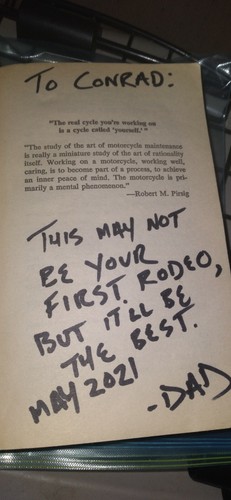 TO CONRAD:
"The real cycle you're working on
is a cycle called 'yourself.'"
"The study of the art of motorcycle maintenance
is really a miniature study of the art of rationality
itself. Working on a motorcycle, working well,
caring, is to become part of a process, to achieve
an inner peace of mind. The motorcycle is pri-
marily a mental phenomenon."
—Robert M. Pirsig
THIS MAY NOT
BE YOUR
FIRST RODEO,
BUT IT'LL BE
THE BEST.
MAY 2021
-DAD